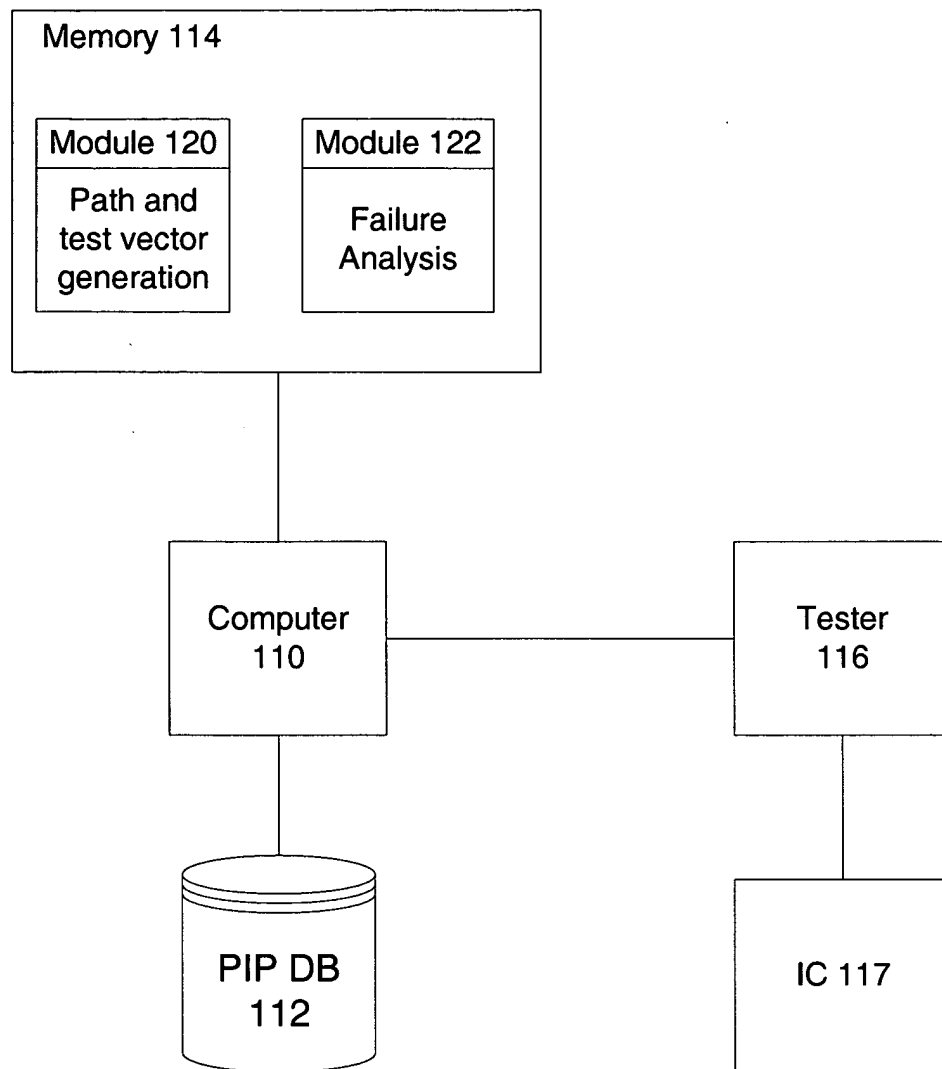 Memory 114
Module 120
Path and
test vector
generation
Module 122
Failure
Analysis
Computer
110
Tester
116
PIP DB
112
IC 117